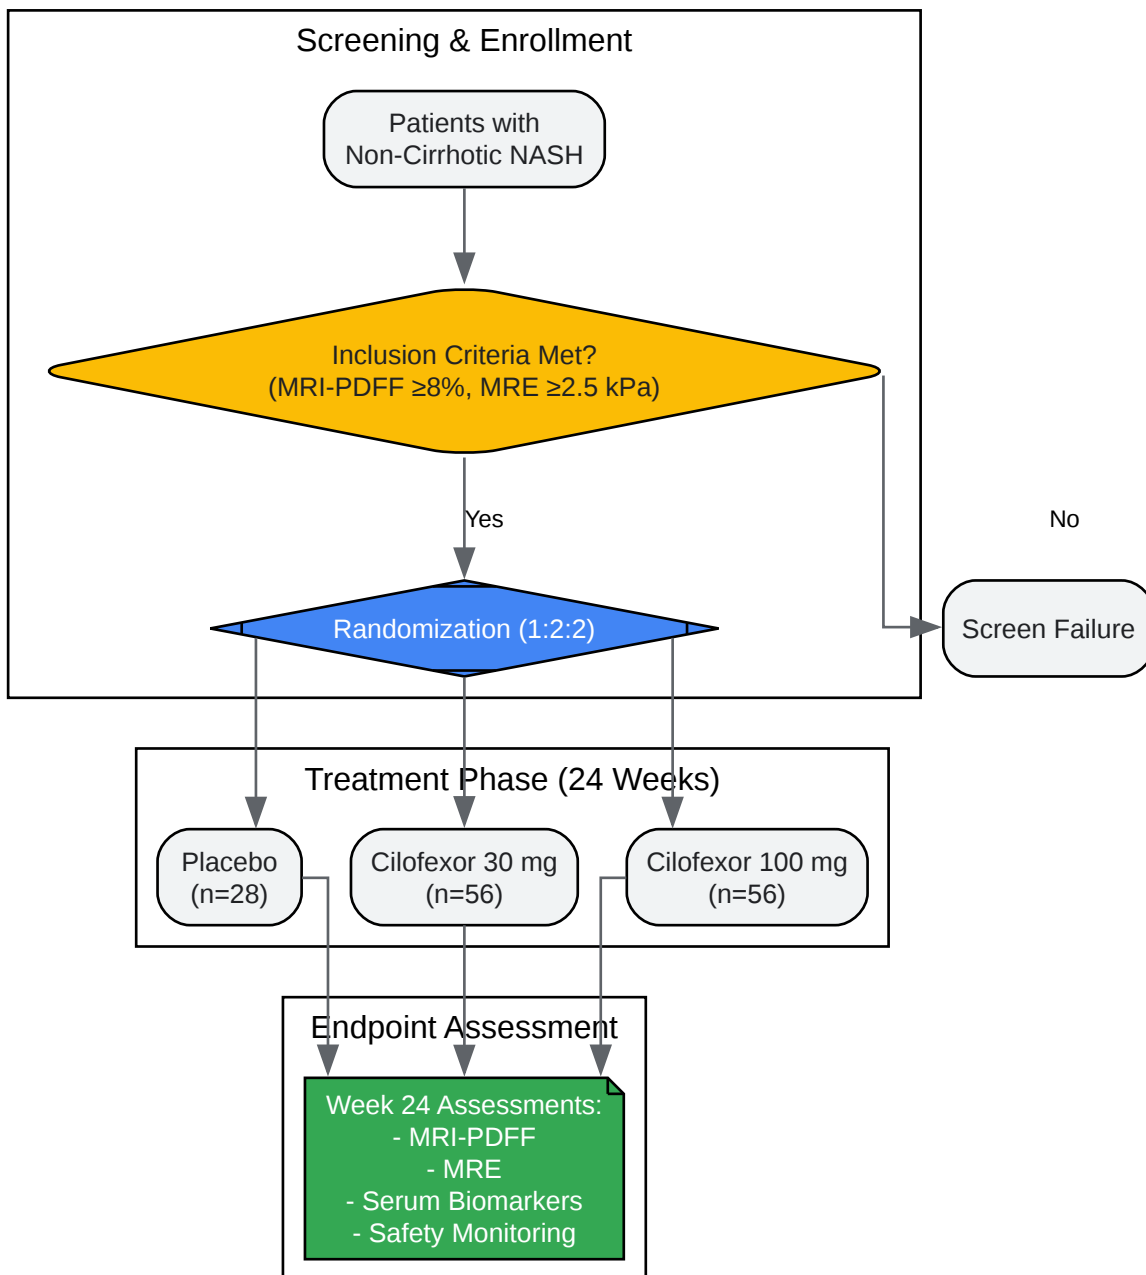 Screening & Enrollment
Patients with
Non-Cirrhotic NASH
Inclusion Criteria Met?
(MRI-PDFF ≥8%, MRE ≥2.5 kPa)
Yes
No
Randomization (1:2:2)
Screen Failure
Treatment Phase (24 Weeks)
Placebo
(n=28)
Cilofexor 30 mg
(n=56)
Cilofexor 100 mg
(n=56)
Endpoint Assessment
Week 24 Assessments:
- MRI-PDFF
- MRE
- Serum Biomarkers
- Safety Monitoring